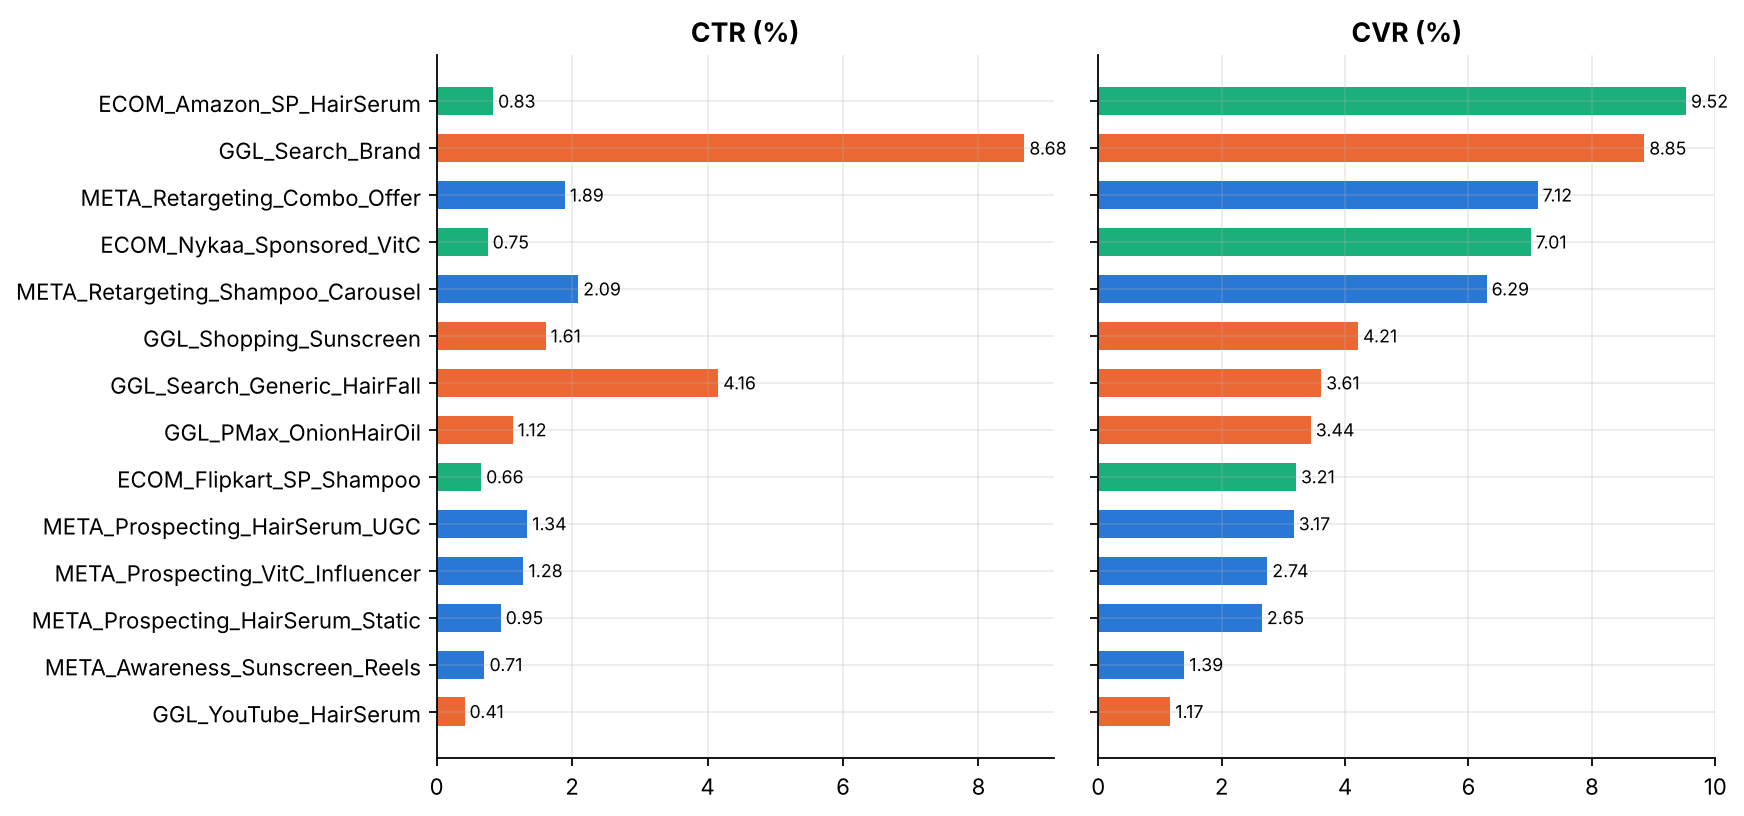 CTR (%) CVR (%)
ECOM_Amazon_SP_HairSerum 0.83 9.52
GGL_Search_Brand 8.68 8.85
META_Retargeting_Combo_Offer 1.89 7.12
ECOM_Nykaa_Sponsored_VitC 0.75 7.01
META_Retargeting_Shampoo_Carousel 2.09 6.29
GGL_Shopping_Sunscreen 1.61 4.21
GGL_Search_Generic_HairFall 4.16 3.61
GGL_PMax_OnionHairOil 1.12 3.44
ECOM_Flipkart_SP_Shampoo 0.66 3.21
META_Prospecting_HairSerum_UGC 1.34 3.17
META_Prospecting_VitC_Influencer 1.28 2.74
META_Prospecting_HairSerum_Static 0.95 2.65
META_Awareness_Sunscreen_Reels 0.71 1.39
GGL_YouTube_HairSerum 0.41 1.17
0 2 4 6 8 0 2 4 6 8 10